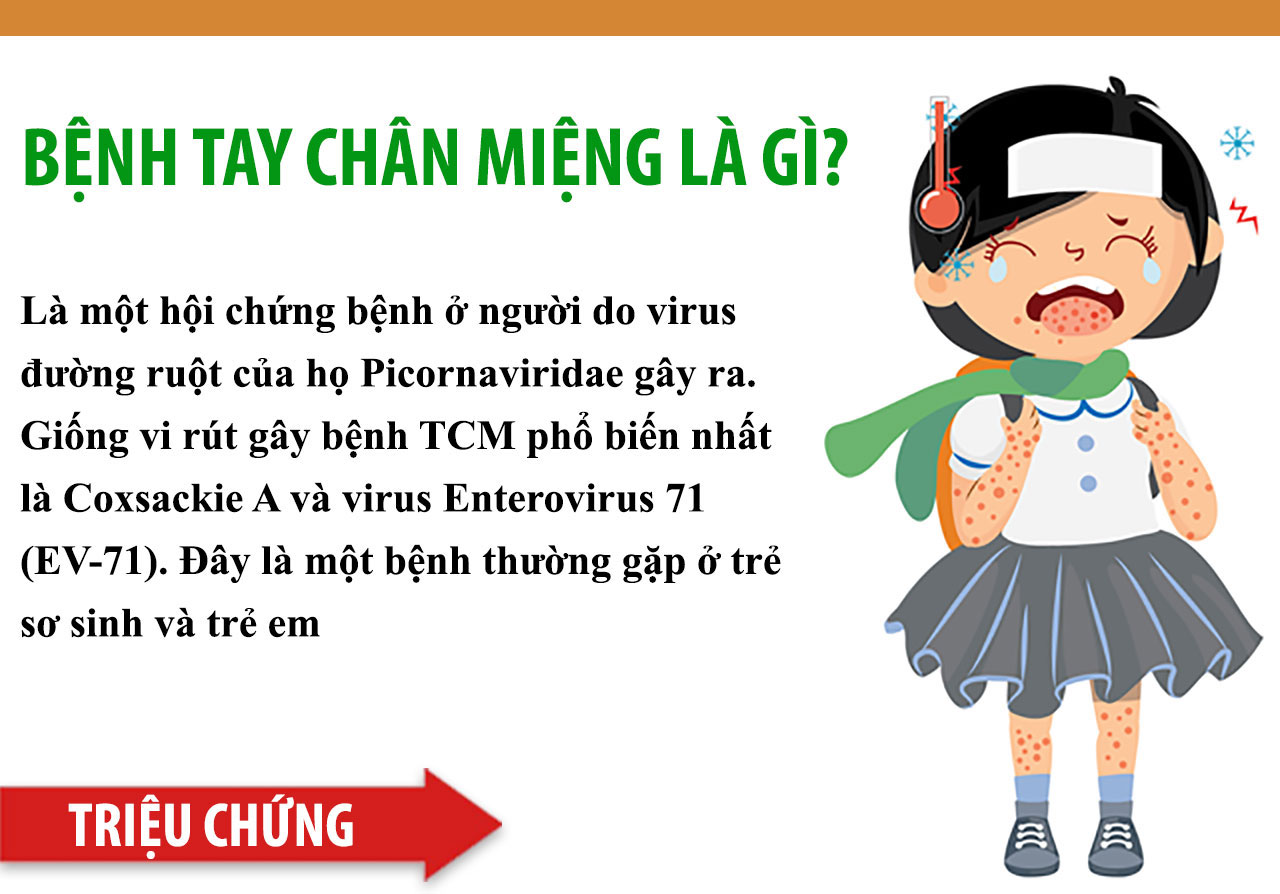 BỆNH TAY CHÂN MIỆNG LÀ GÌ?
Là một hội chứng bệnh ở người do virus
đường ruột của họ Picornaviridae gây ra.
Giống vi rút gây bệnh TCM phổ biến nhất
là Coxsackie A và virus Enterovirus 71
(EV-71). Đây là một bệnh thường gặp ở trẻ
sơ sinh và trẻ em
TRIỆU CHỨNG